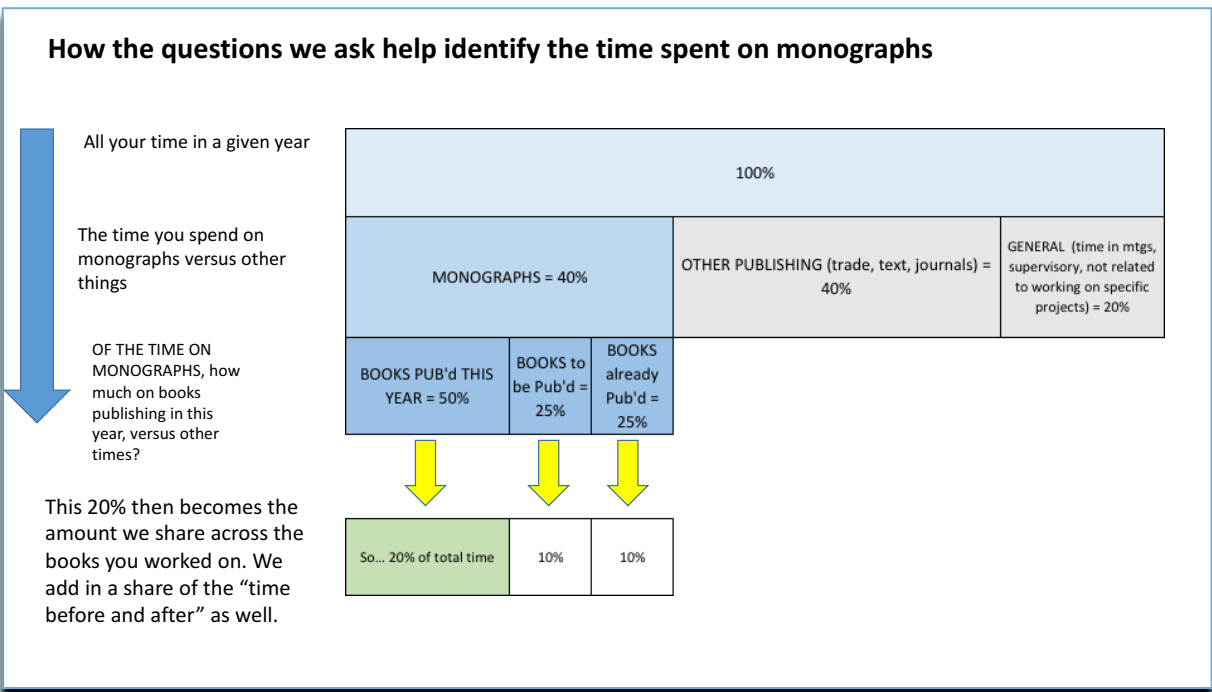 How the questions we ask help identify the time spent on monographs
All your time in a given year
100%
The time you spend on
monographs versus other
things
MONOGRAPHS = 40%
OTHER PUBLISHING (trade, text, journals) =
40%
GENERAL (time in mtgs,
supervisory, not related
to working on specific
projects) = 20%
OF THE TIME ON
MONOGRAPHS, how
much on books
publishing in this
year, versus other
times?
BOOKS PUB'd THIS
YEAR = 50%
BOOKS to
be Pub'd =
25%
BOOKS
already
Pub'd =
25%
This 20% then becomes the
amount we share across the
books you worked on. We
add in a share of the “time
before and after” as well.
So... 20% of total time
10%
10%